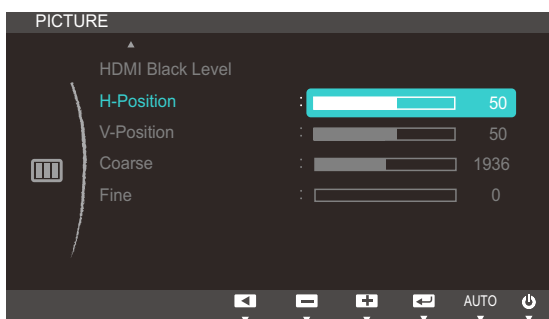 PICTURE
HDMI Black Level
H-Position : 50
V-Position : 50
Coarse : 1936
Fine : 0
AUTO